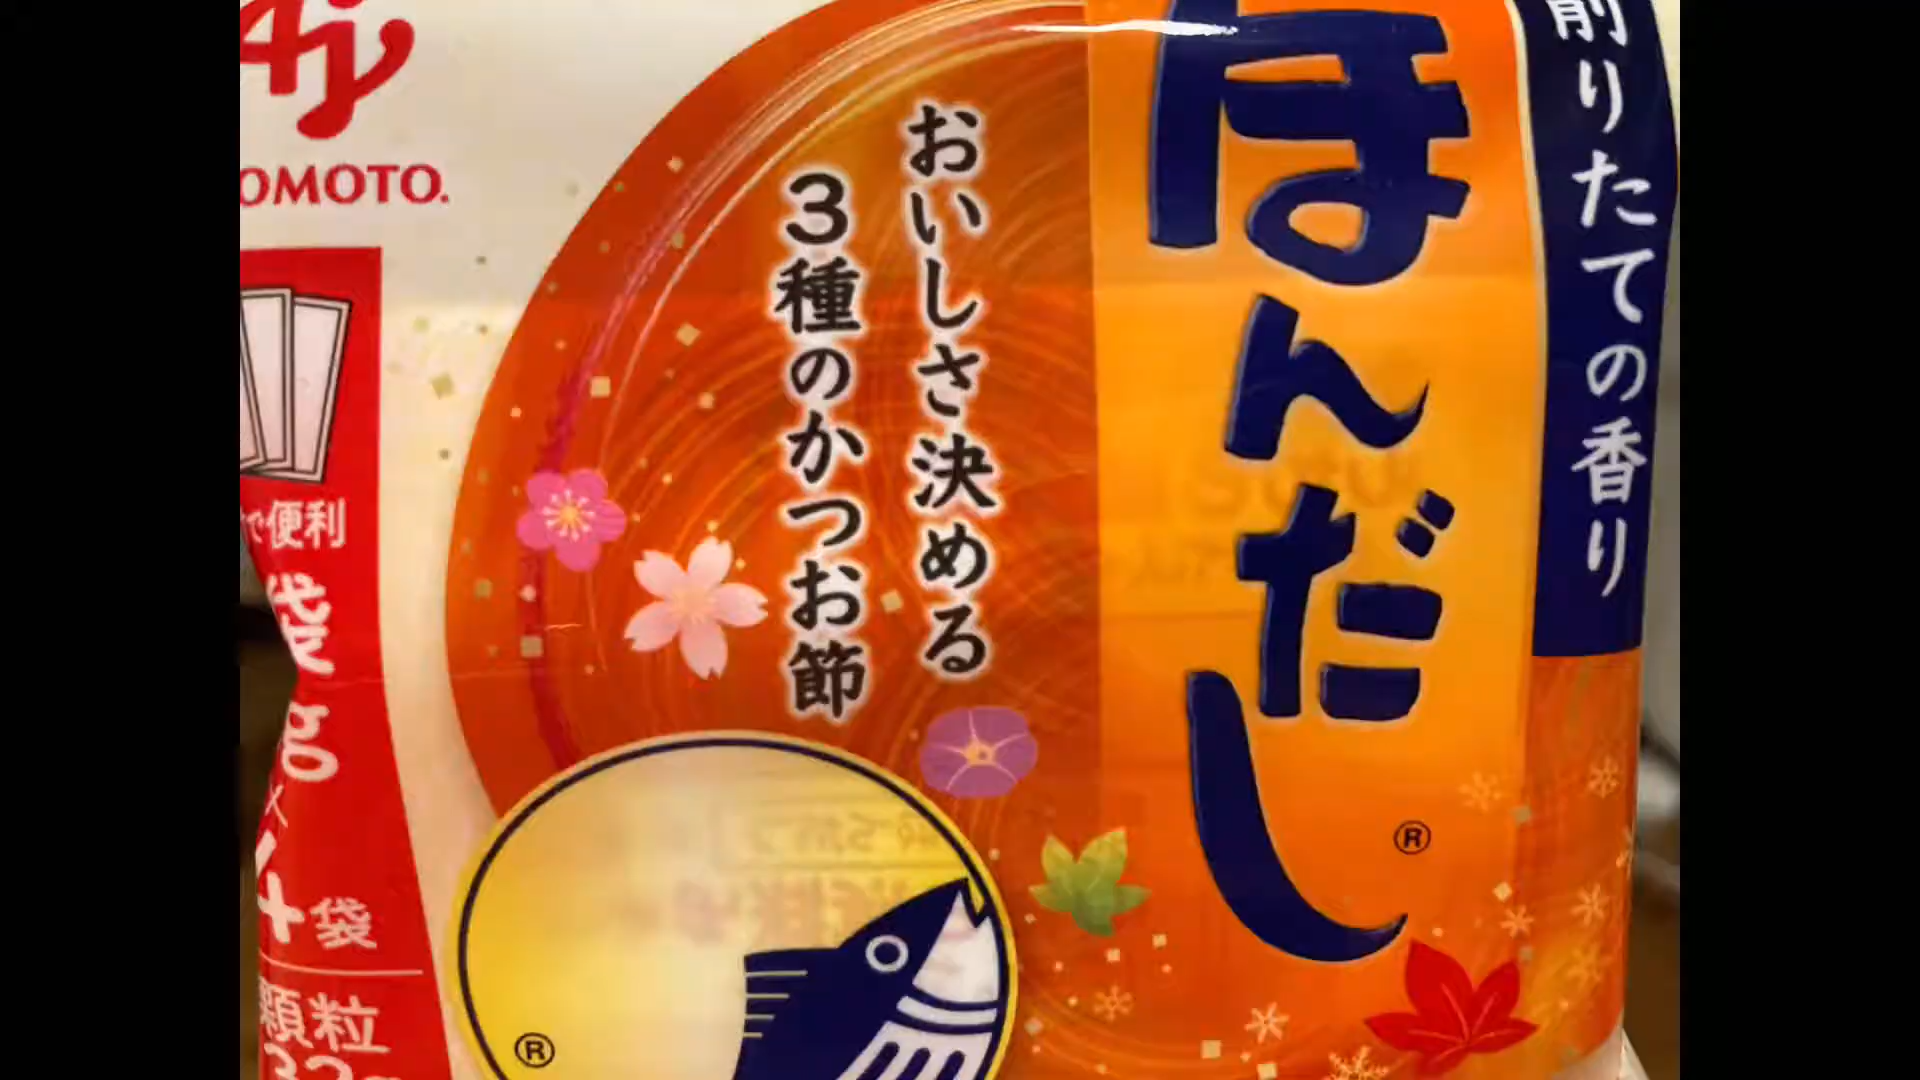 削りたての香り
ほんだし
®
おいしさ決める
3種のかつお節
OMOTO.
で便利
袋
g
×
4袋
顆粒
®